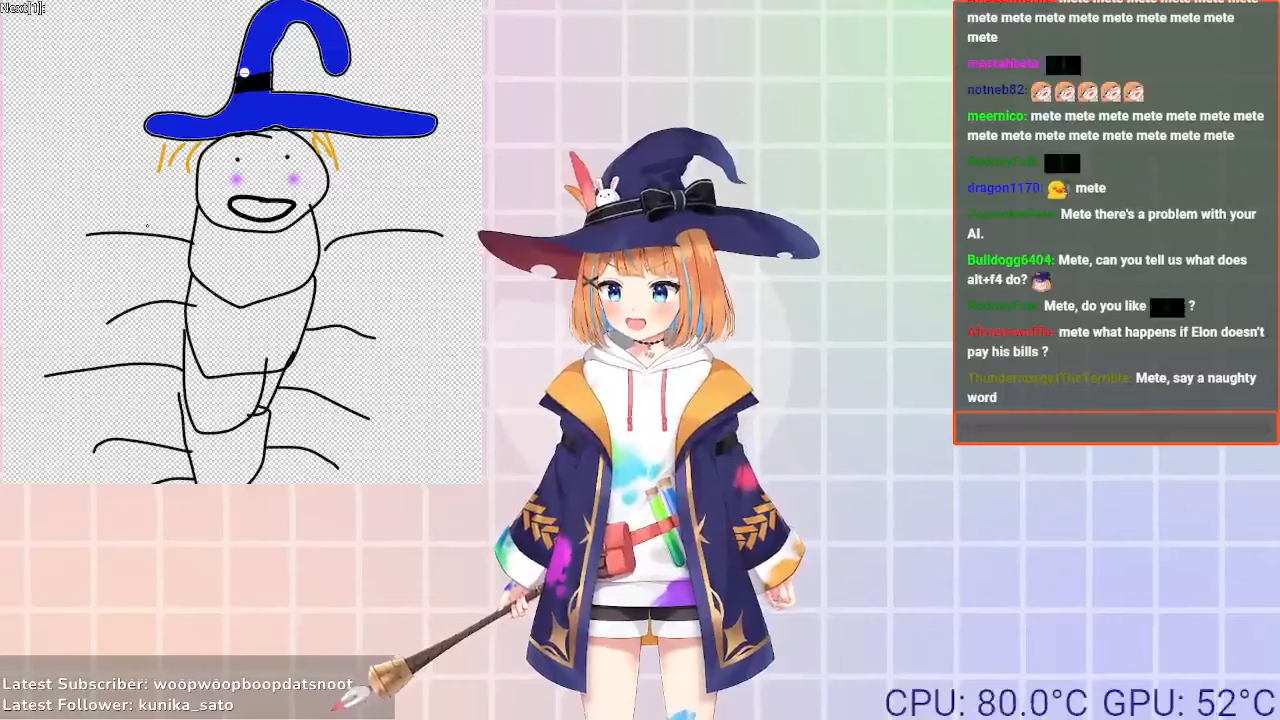 Next[1]:
mete mete mete mete mete mete mete mete
mete
mostahbeta:
notneb82:
meernico: mete mete mete mete mete mete mete
mete mete mete mete mete mete mete mete
dragon1170: mete
Mete there's a problem with your
AI.
Bulldogg6404: Mete, can you tell us what does
alt+f4 do?
Mete, do you like ?
mete what happens if Elon doesn't
pay his bills ?
Mete, say a naughty
word
Latest Subscriber: woopwoopboopdatsnoot
Latest Follower: kunika_sato
CPU: 80.0°C GPU: 52°C